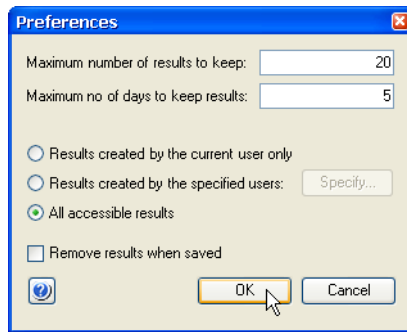 Preferences
Maximum number of results to keep: 20
Maximum no of days to keep results: 5
Results created by the current user only
Results created by the specified users: Specify...
All accessible results
Remove results when saved
OK Cancel